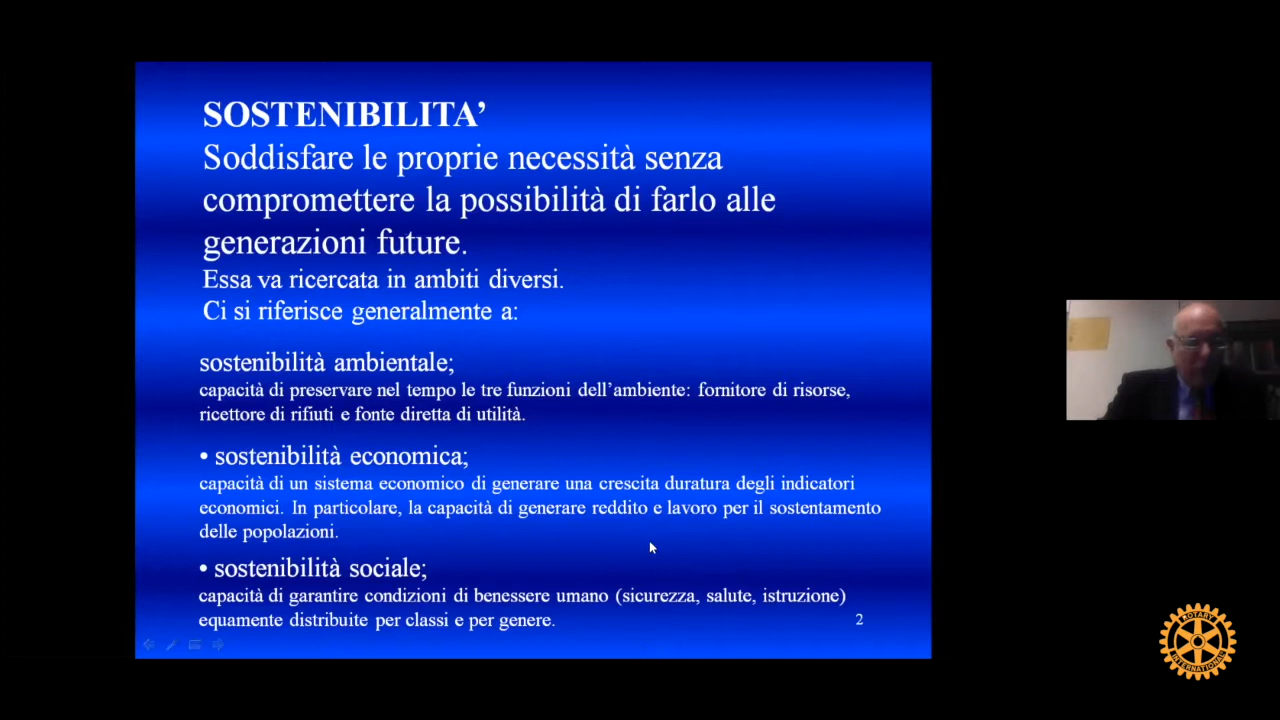 SOSTENIBILITA’
Soddisfare le proprie necessità senza
compromettere la possibilità di farlo alle
generazioni future.
Essa va ricercata in ambiti diversi.
Ci si riferisce generalmente a:
sostenibilità ambientale;
capacità di preservare nel tempo le tre funzioni dell’ambiente: fornitore di risorse,
ricettore di rifiuti e fonte diretta di utilità.
• sostenibilità economica;
capacità di un sistema economico di generare una crescita duratura degli indicatori
economici. In particolare, la capacità di generare reddito e lavoro per il sostentamento
delle popolazioni.
• sostenibilità sociale;
capacità di garantire condizioni di benessere umano (sicurezza, salute, istruzione)
equamente distribuite per classi e per genere.
2
ROTARY
INTERNATIONAL